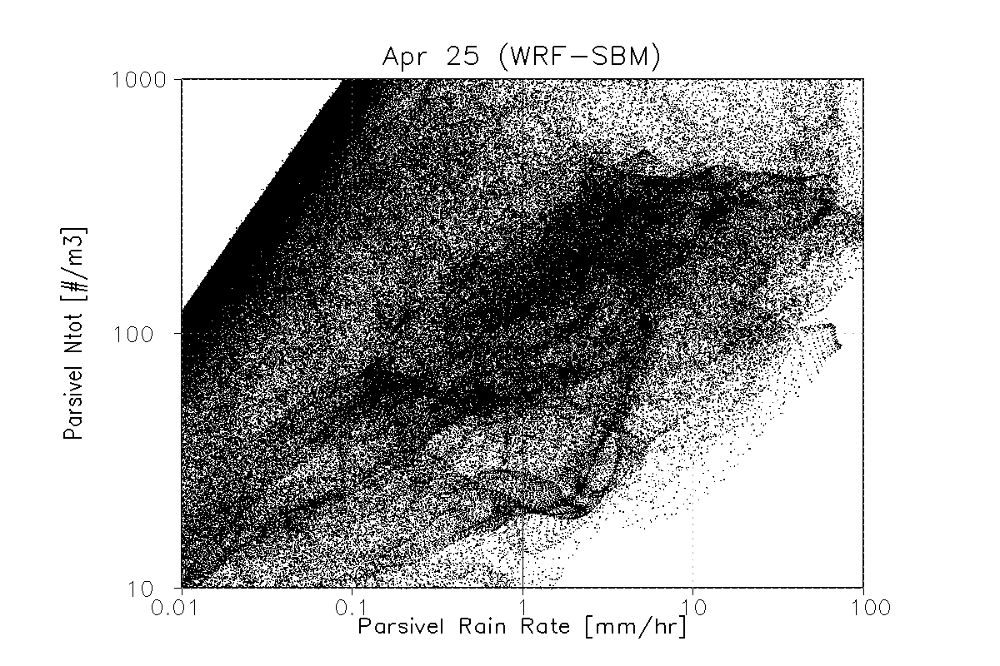 Apr 25 (WRF-SBM)
1000
100
10
Parsivel Ntot [#/m3]
0.01 0.1 1 10 100
Parsivel Rain Rate [mm/hr]